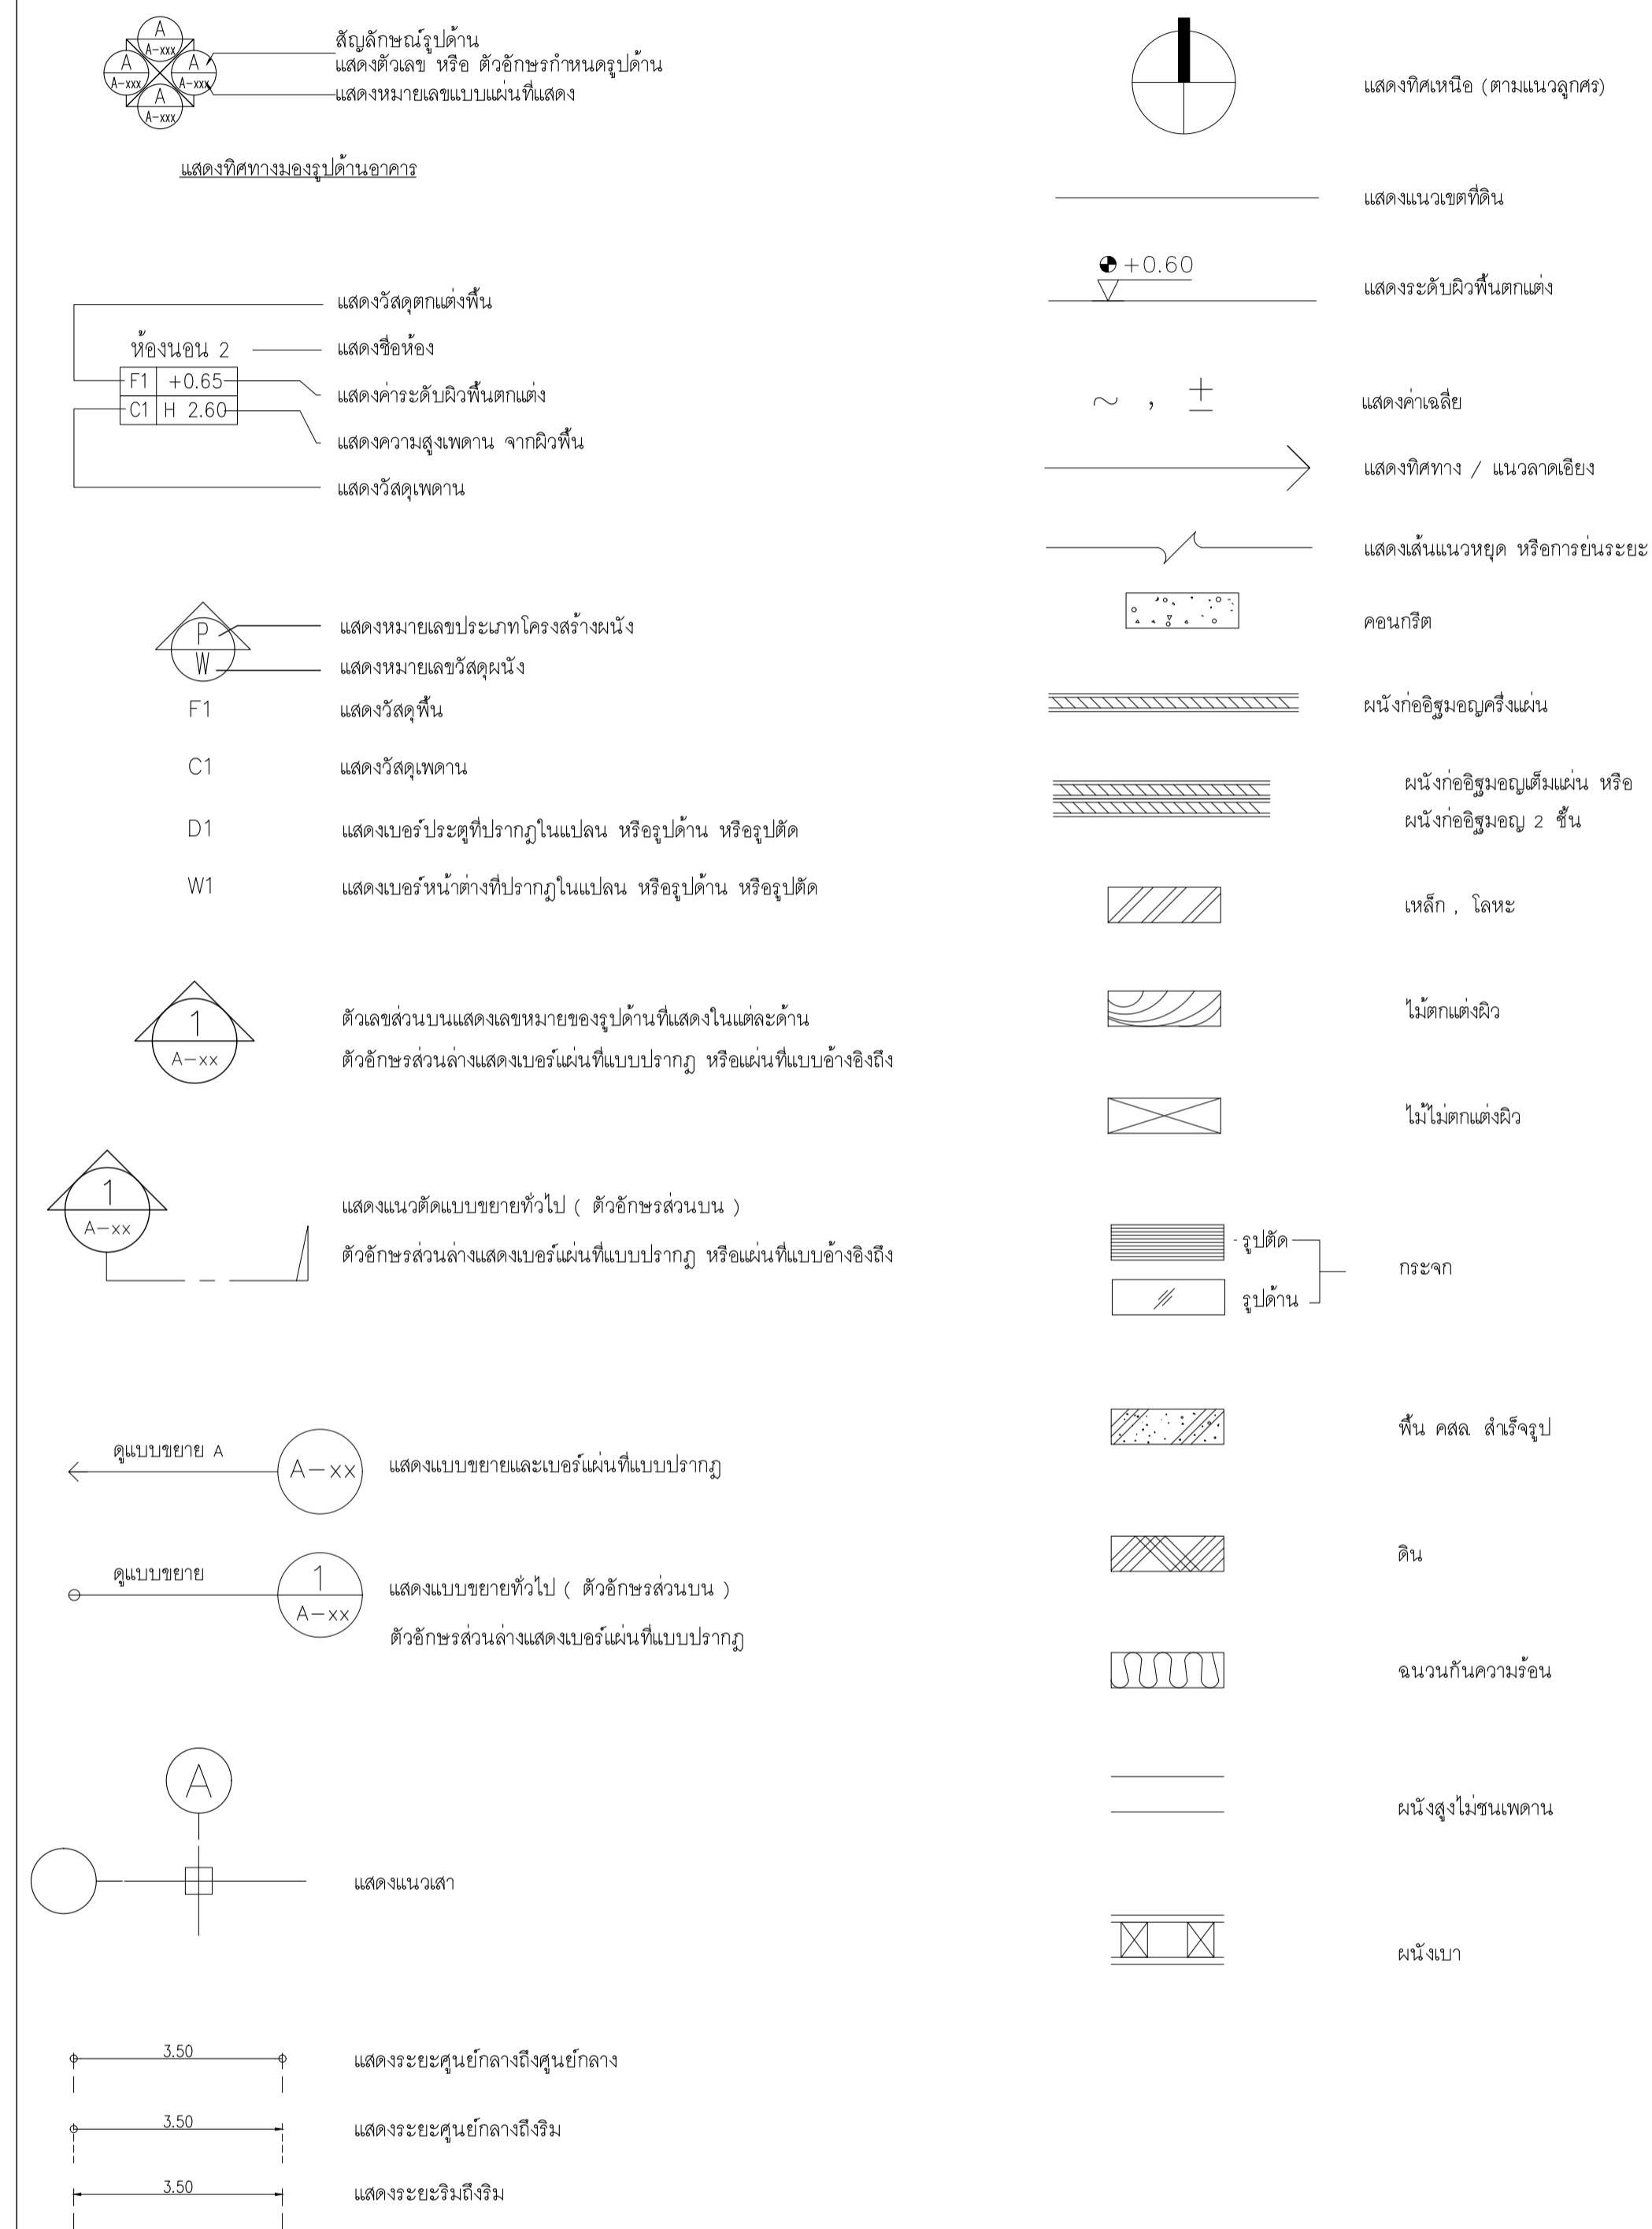 A
A-xxx
A
A-xxx
A
A-xxx
A
A-xxx
สัญลักษณ์รูปด้าน
แสดงตัวเลข หรือ ตัวอักษรกำหนดรูปด้าน
แสดงหมายเลขแบบแผ่นที่แสดง
แสดงทิศทางมองรูปด้านอาคาร
แสดงวัสดุตกแต่งพื้น
ห้องนอน 2
แสดงชื่อห้อง
F1 +0.65
แสดงค่าระดับผิวพื้นตกแต่ง
C1 H 2.60
แสดงความสูงเพดาน จากผิวพื้น
แสดงวัสดุเพดาน
P
แสดงหมายเลขประเภทโครงสร้างผนัง
W
แสดงหมายเลขวัสดุผนัง
F1
แสดงวัสดุพื้น
C1
แสดงวัสดุเพดาน
D1
แสดงเบอร์ประตูที่ปรากฎในแปลน หรือรูปด้าน หรือรูปตัด
W1
แสดงเบอร์หน้าต่างที่ปรากฎในแปลน หรือรูปด้าน หรือรูปตัด
1
A-xx
ตัวเลขส่วนบนแสดงเลขหมายของรูปด้านที่แสดงในแต่ละด้าน
ตัวอักษรส่วนล่างแสดงเบอร์แผ่นที่แบบปรากฎ หรือแผ่นที่แบบอ้างอิงถึง
1
A-xx
แสดงแนวตัดแบบขยายทั่วไป ( ตัวอักษรส่วนบน )
ตัวอักษรส่วนล่างแสดงเบอร์แผ่นที่แบบปรากฎ หรือแผ่นที่แบบอ้างอิงถึง
ดูแบบขยาย A
A-xx
แสดงแบบขยายและเบอร์แผ่นที่แบบปรากฎ
ดูแบบขยาย
1
A-xx
แสดงแบบขยายทั่วไป ( ตัวอักษรส่วนบน )
ตัวอักษรส่วนล่างแสดงเบอร์แผ่นที่แบบปรากฎ
A
แสดงแนวเสา
3.50
แสดงระยะศูนย์กลางถึงศูนย์กลาง
3.50
แสดงระยะศูนย์กลางถึงริม
3.50
แสดงระยะริมถึงริม
แสดงทิศเหนือ (ตามแนวลูกศร)
แสดงแนวเขตที่ดิน
+0.60
แสดงระดับผิวพื้นตกแต่ง
~ , ±
แสดงค่าเฉลี่ย
แสดงทิศทาง / แนวลาดเอียง
แสดงเส้นแนวหยุด หรือการย่นระยะ
คอนกรีต
ผนังก่ออิฐมอญครึ่งแผ่น
ผนังก่ออิฐมอญเต็มแผ่น หรือ
ผนังก่ออิฐมอญ 2 ชั้น
เหล็ก , โลหะ
ไม้ตกแต่งผิว
ไม้ไม่ตกแต่งผิว
รูปตัด
กระจก
รูปด้าน
พื้น คสล. สำเร็จรูป
ดิน
ฉนวนกันความร้อน
ผนังสูงไม่ชนเพดาน
ผนังเบา